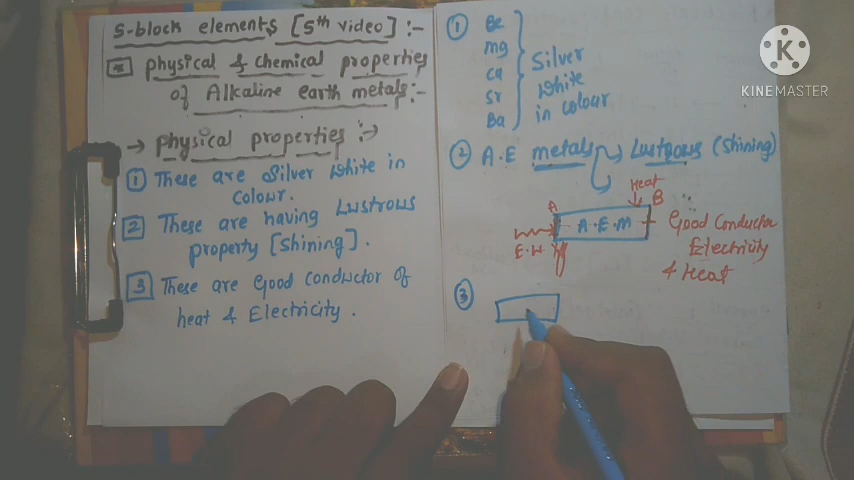 S-block elements [5th video] :-
* physical & chemical properties
of Alkaline earth metals:-
→ physical properties :→
1 These are Silver White in
colour.
2 These are having Lustrows
property [Shining].
3 These are Good conductor of
heat & Electricity.
1 Be
mg
ca
sr
Ba
Silver
White
in colour
2 A.E metals → Lustrows (Shining)
Heat
A
B
A.E.M
E.W
Good Conductor
Electricity
& Heat
3
K
KINEMASTER